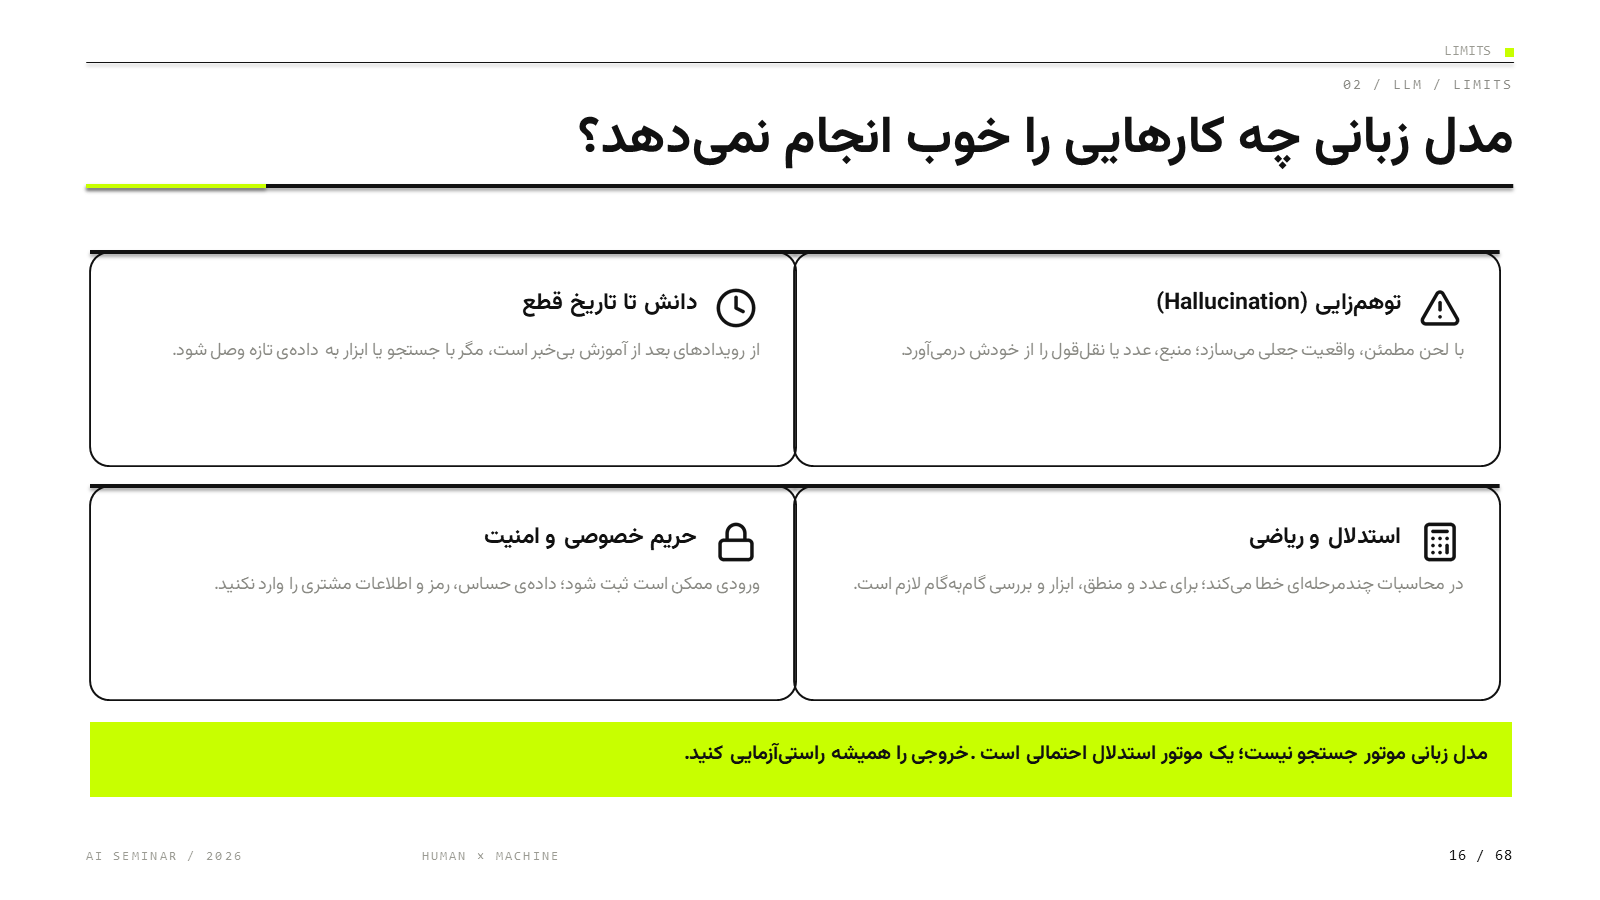 LIMITS
02 / LLM / LIMITS
مدل زبانی چه کارهایی را خوب انجام نمی‌دهد؟
توهم‌زایی (Hallucination)
با لحن مطمئن، واقعیت جعلی می‌سازد؛ منبع، عدد یا نقل‌قول را از خودش درمی‌آورد.
دانش تا تاریخ قطع
از رویدادهای بعد از آموزش بی‌خبر است، مگر با جستجو یا ابزار به داده‌ی تازه وصل شود.
استدلال و ریاضی
در محاسبات چندمرحله‌ای خطا می‌کند؛ برای عدد و منطق، ابزار و بررسی گام‌به‌گام لازم است.
حریم خصوصی و امنیت
ورودی ممکن است ثبت شود؛ داده‌ی حساس، رمز و اطلاعات مشتری را وارد نکنید.
مدل زبانی موتور جستجو نیست؛ یک موتور استدلال احتمالی است. خروجی را همیشه راستی‌آزمایی کنید.
AI SEMINAR / 2026
HUMAN × MACHINE
16 / 68